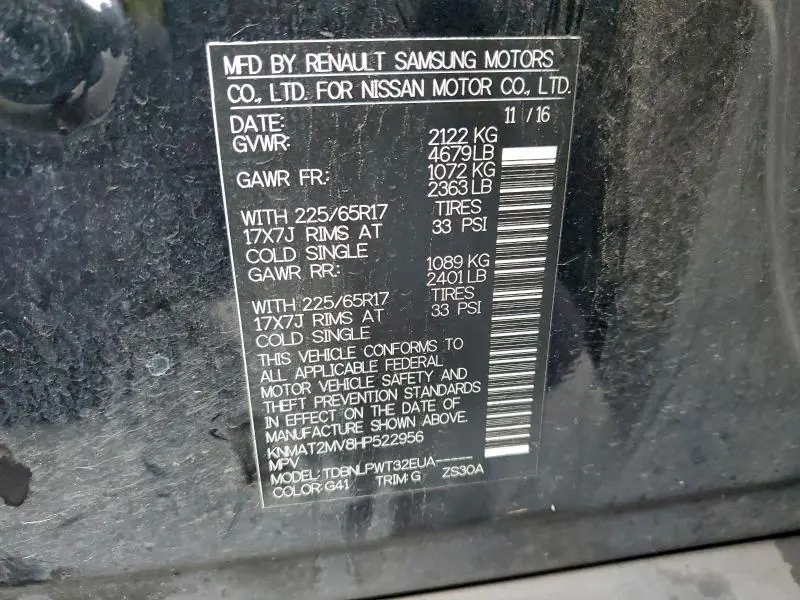 MFD BY RENAULT SAMSUNG MOTORS
CO., LTD. FOR NISSAN MOTOR CO., LTD.
DATE: 11 / 16
GVWR: 2122 KG
4679LB
GAWR FR: 1072 KG
2363 LB
WITH 225/65R17 TIRES
17X7J RIMS AT 33 PSI
COLD SINGLE
GAWR RR: 1089 KG
2401 LB
WITH 225/65R17 TIRES
17X7J RIMS AT 33 PSI
COLD SINGLE
THIS VEHICLE CONFORMS TO
ALL APPLICABLE FEDERAL
MOTOR VEHICLE SAFETY AND
THEFT PREVENTION STANDARDS
IN EFFECT ON THE DATE OF
MANUFACTURE SHOWN ABOVE.
KNMAT2MV8HP522956
MPV
MODEL: TDBNLPWT32EUA-----
COLOR: G41 TRIM: G ZS30A